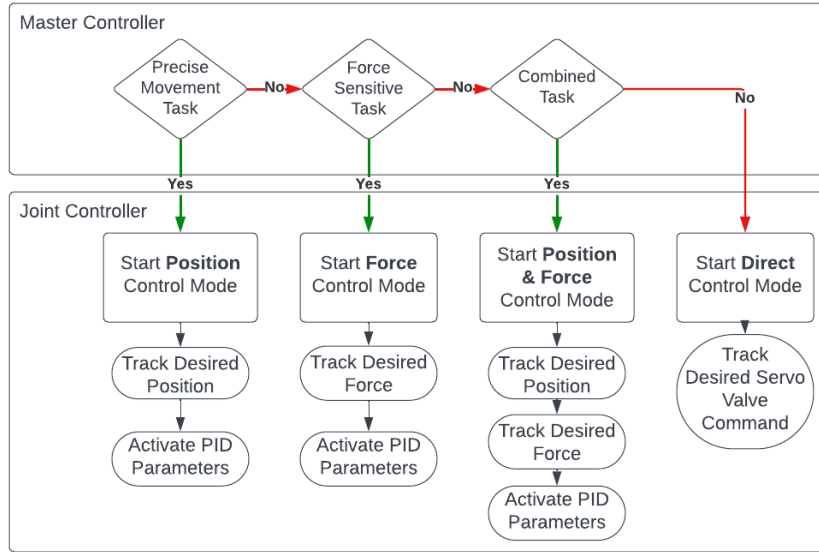 Master Controller
Precise
Movement
Task
No
Force
Sensitive
Task
No
Combined
Task
No
Yes
Yes
Yes
Joint Controller
Start Position
Control Mode
Start Force
Control Mode
Start Position
& Force
Control Mode
Start Direct
Control Mode
Track Desired
Position
Track Desired
Force
Track Desired
Position
Track
Desired Servo
Valve
Command
Activate PID
Parameters
Activate PID
Parameters
Track Desired
Force
Activate PID
Parameters